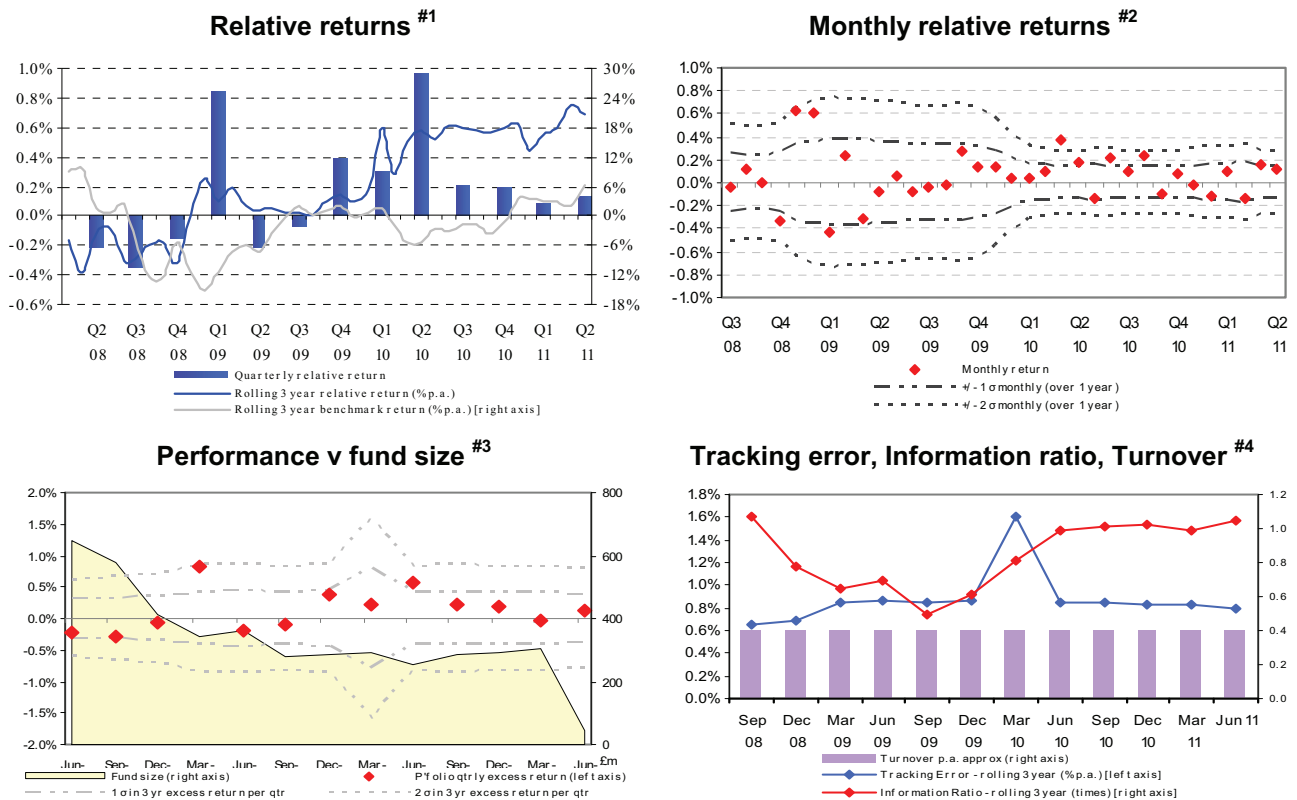 Relative returns #1
1.0%
0.8%
0.6%
0.4%
0.2%
0.0%
-0.2%
-0.4%
-0.6%
30%
24%
18%
12%
6%
0%
-6%
-12%
-18%
Q2 Q3 Q4 Q1 Q2 Q3 Q4 Q1 Q2 Q3 Q4 Q1 Q2
08 08 08 09 09 09 09 10 10 10 10 11 11
Quarterly relative return
Rolling 3 year relative return (% p.a.)
Rolling 3 year benchmark return (% p.a.) [right axis]
Monthly relative returns #2
1.0%
0.8%
0.6%
0.4%
0.2%
0.0%
-0.2%
-0.4%
-0.6%
-0.8%
-1.0%
Q3 Q4 Q1 Q2 Q3 Q4 Q1 Q2 Q3 Q4 Q1 Q2
08 08 09 09 09 09 10 10 10 10 11 11
Monthly return
+/- 1 σ monthly (over 1 year)
+/- 2 σ monthly (over 1 year)
Performance v fund size #3
2.0%
1.5%
1.0%
0.5%
0.0%
-0.5%
-1.0%
-1.5%
-2.0%
800
600
400
200
0
£m
Jun- Sep- Dec- Mar- Jun- Sep- Dec- Mar- Jun- Sep- Dec- Mar- Jun-
Fund size (right axis)
P'folio qtrly excess return (left axis)
1 σ in 3 yr excess return per qtr
2 σ in 3 yr excess return per qtr
Tracking error, Information ratio, Turnover #4
1.8%
1.6%
1.4%
1.2%
1.0%
0.8%
0.6%
0.4%
0.2%
0.0%
1.2
1.0
0.8
0.6
0.4
0.2
0.0
Sep Dec Mar Jun Sep Dec Mar Jun Sep Dec Mar Jun 11
08 08 09 09 09 09 10 10 10 10 11
Turnover p.a. approx (right axis)
Tracking Error - rolling 3 year (% p.a.) [left axis]
Information Ratio - rolling 3 year (times) [right axis]